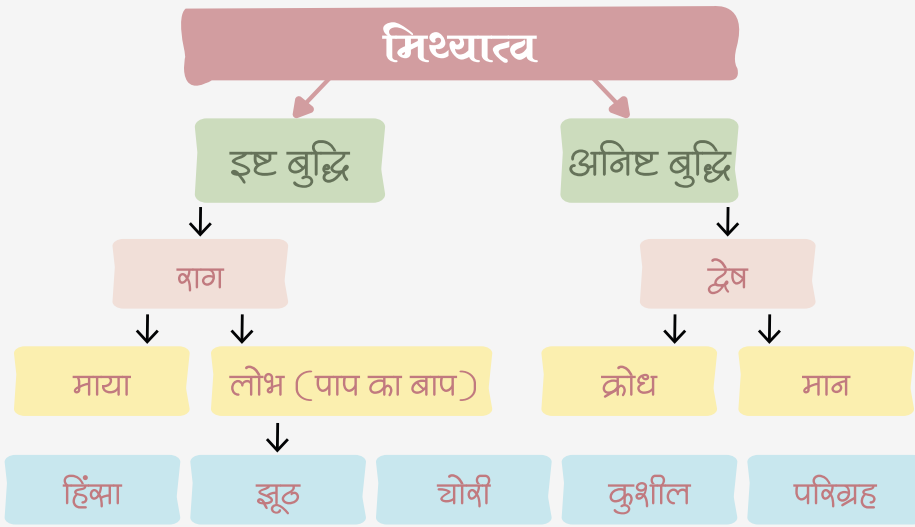 मिथ्यात्व
इष्ट बुद्धि
अनिष्ट बुद्धि
राग
द्वेष
माया
लोभ (पाप का बाप)
क्रोध
मान
हिंसा
झूठ
चोरी
कुशील
परिग्रह